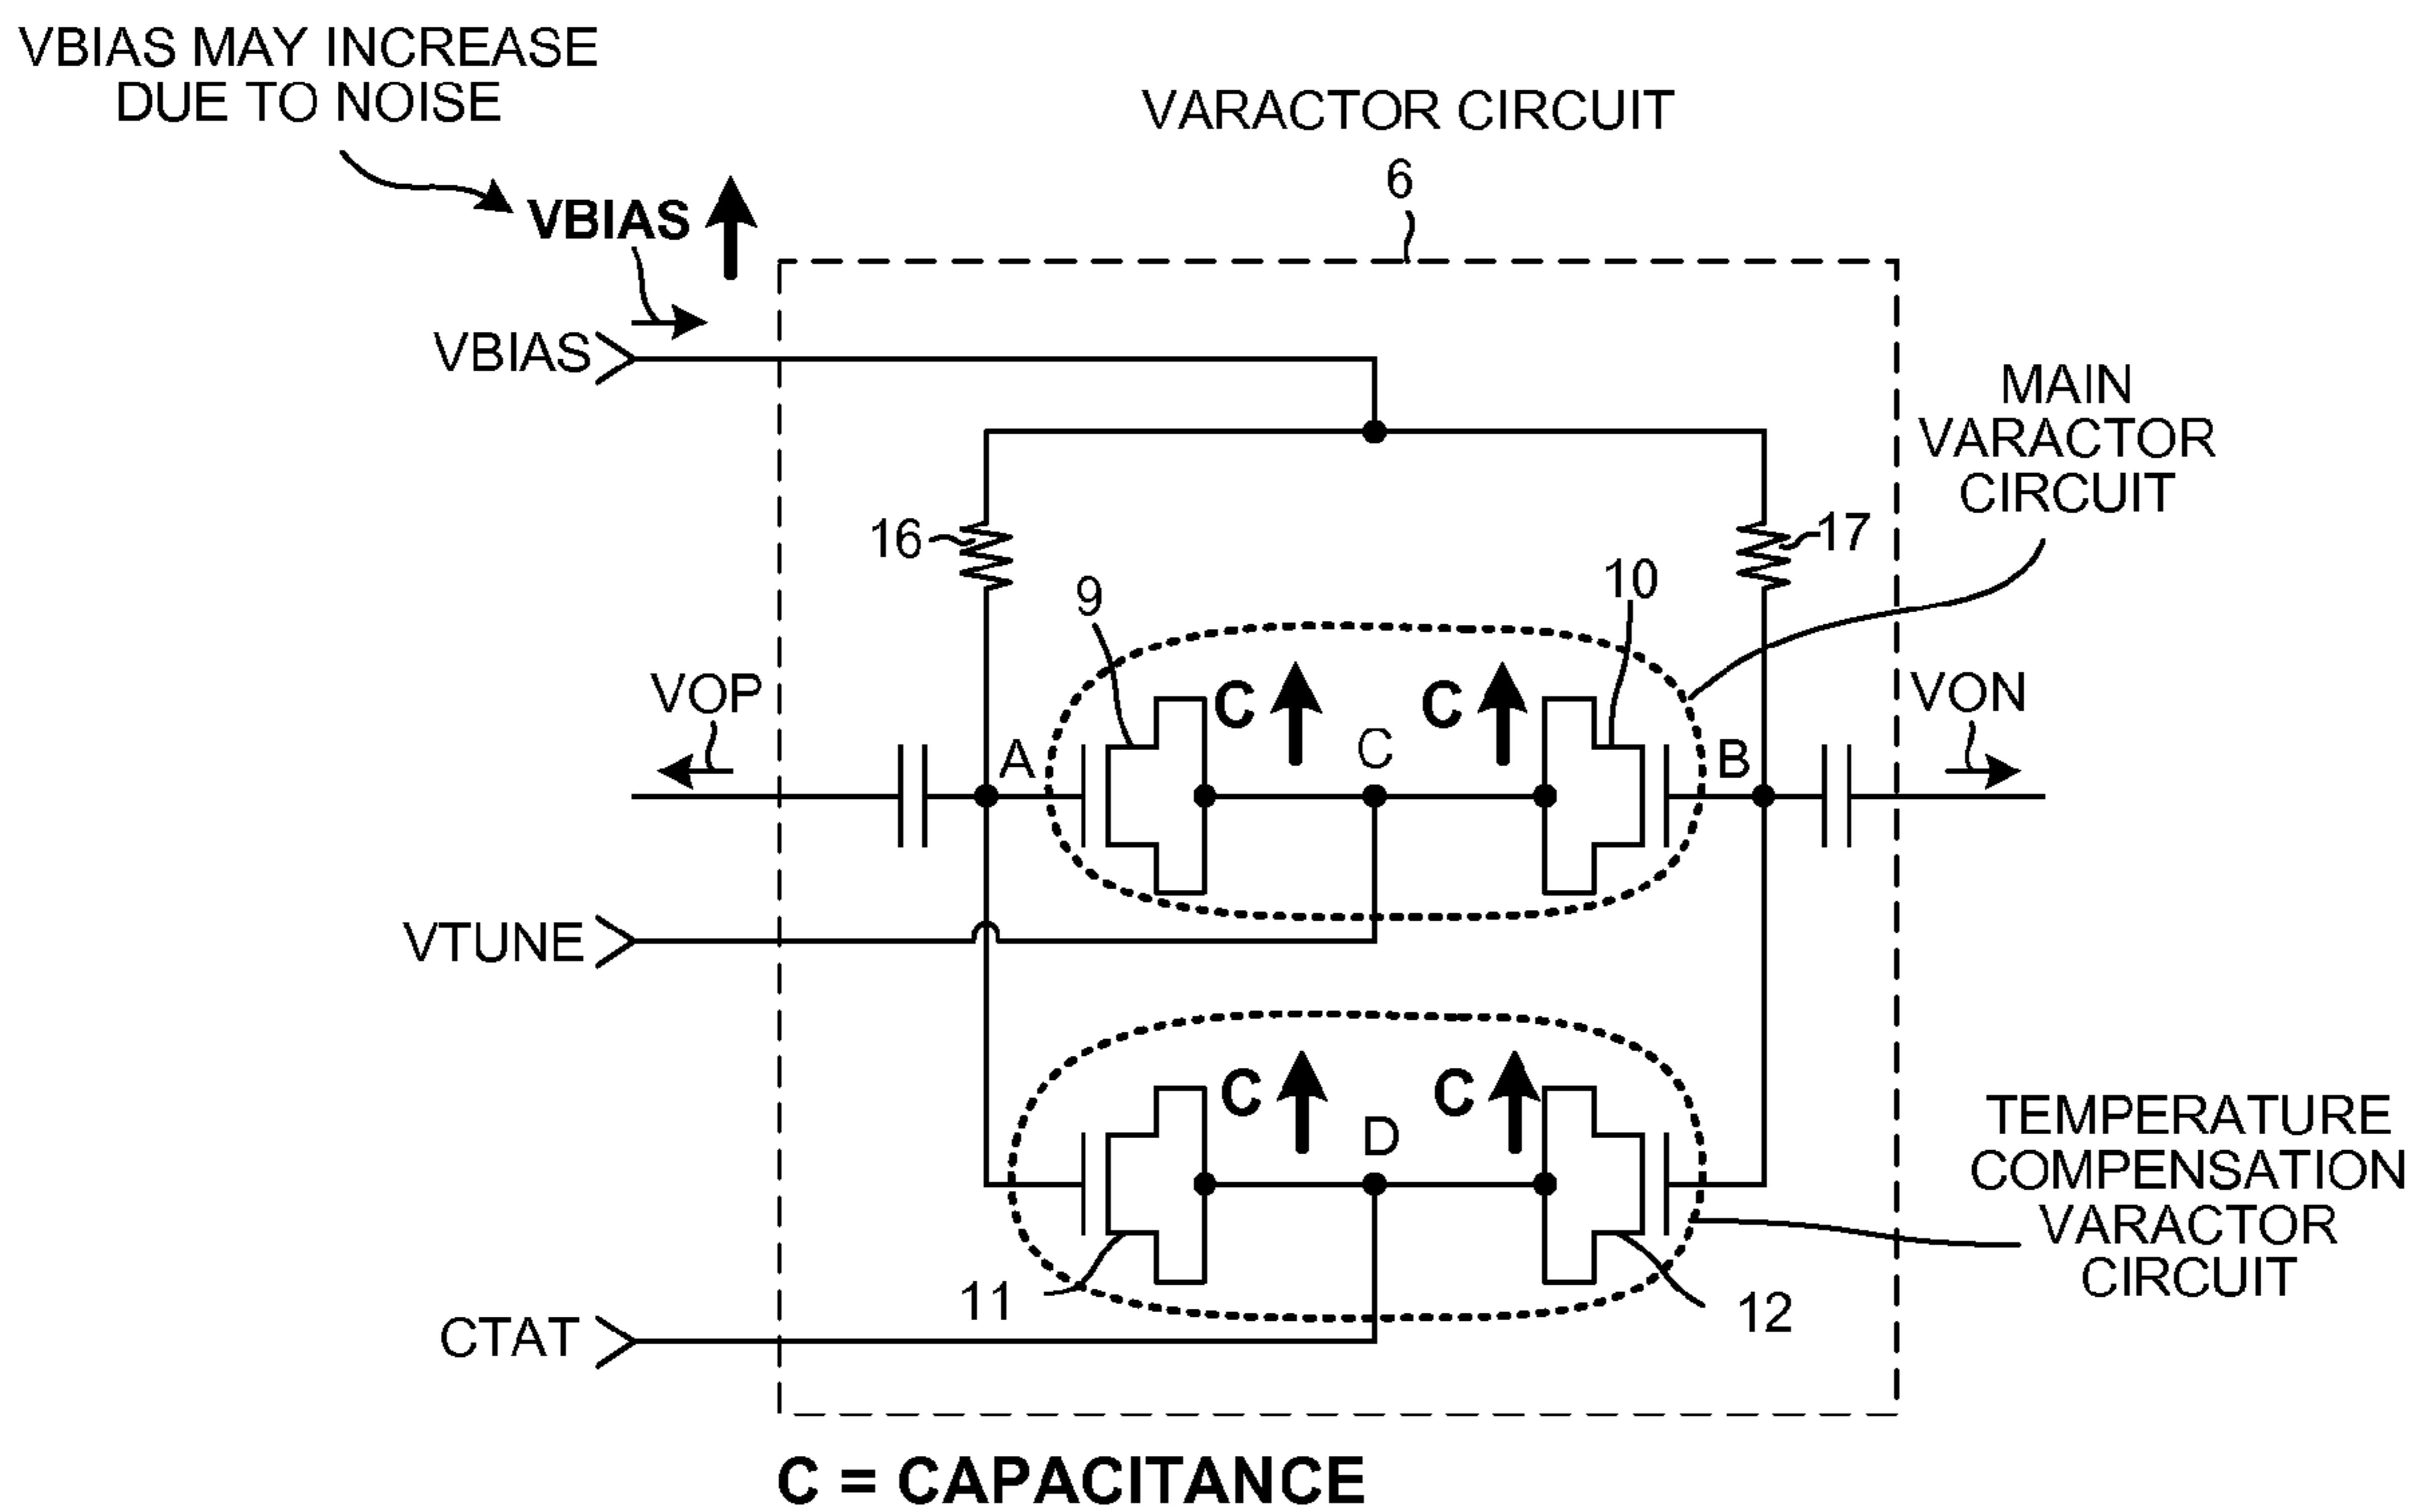 VBIAS MAY INCREASE
DUE TO NOISE
VARACTOR CIRCUIT
6
VBIAS
VBIAS
MAIN
VARACTOR
CIRCUIT
16
17
9
10
VOP
C
C
VON
A
C
B
VTUNE
C
C
D
TEMPERATURE
COMPENSATION
VARACTOR
CIRCUIT
11
12
CTAT
C = CAPACITANCE